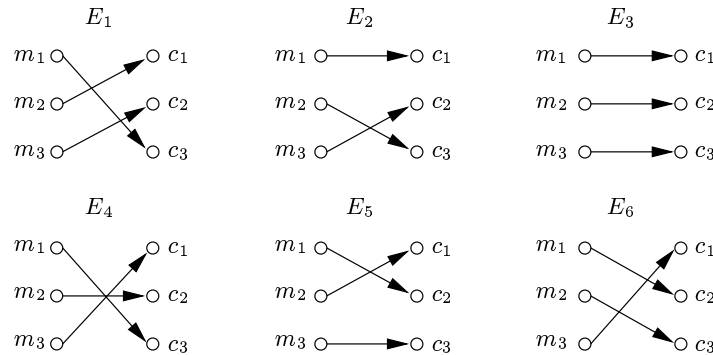 E₁ E₂ E₃
m₁ c₁ m₁ c₁ m₁ c₁
m₂ c₂ m₂ c₂ m₂ c₂
m₃ c₃ m₃ c₃ m₃ c₃
E₄ E₅ E₆
m₁ c₁ m₁ c₁ m₁ c₁
m₂ c₂ m₂ c₂ m₂ c₂
m₃ c₃ m₃ c₃ m₃ c₃